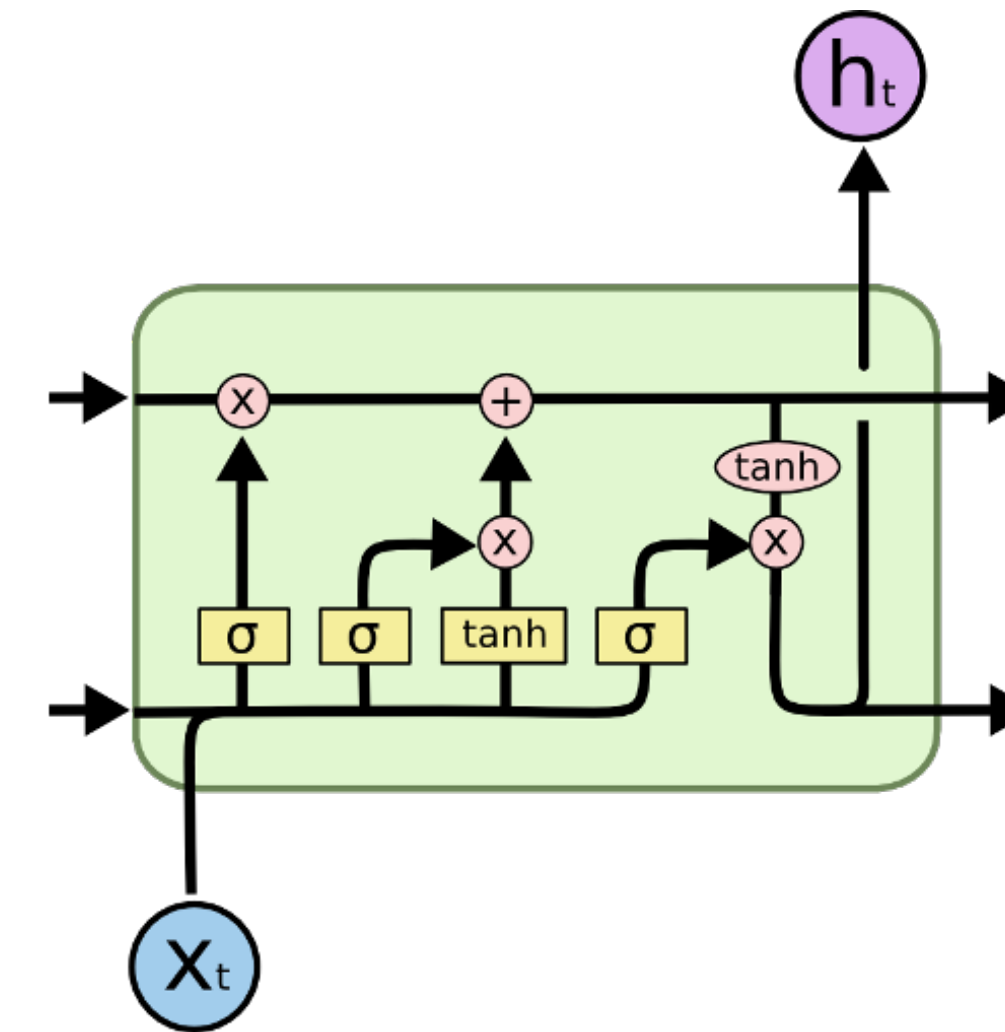 ht
x +
tanh
x x
σ σ tanh σ
xt